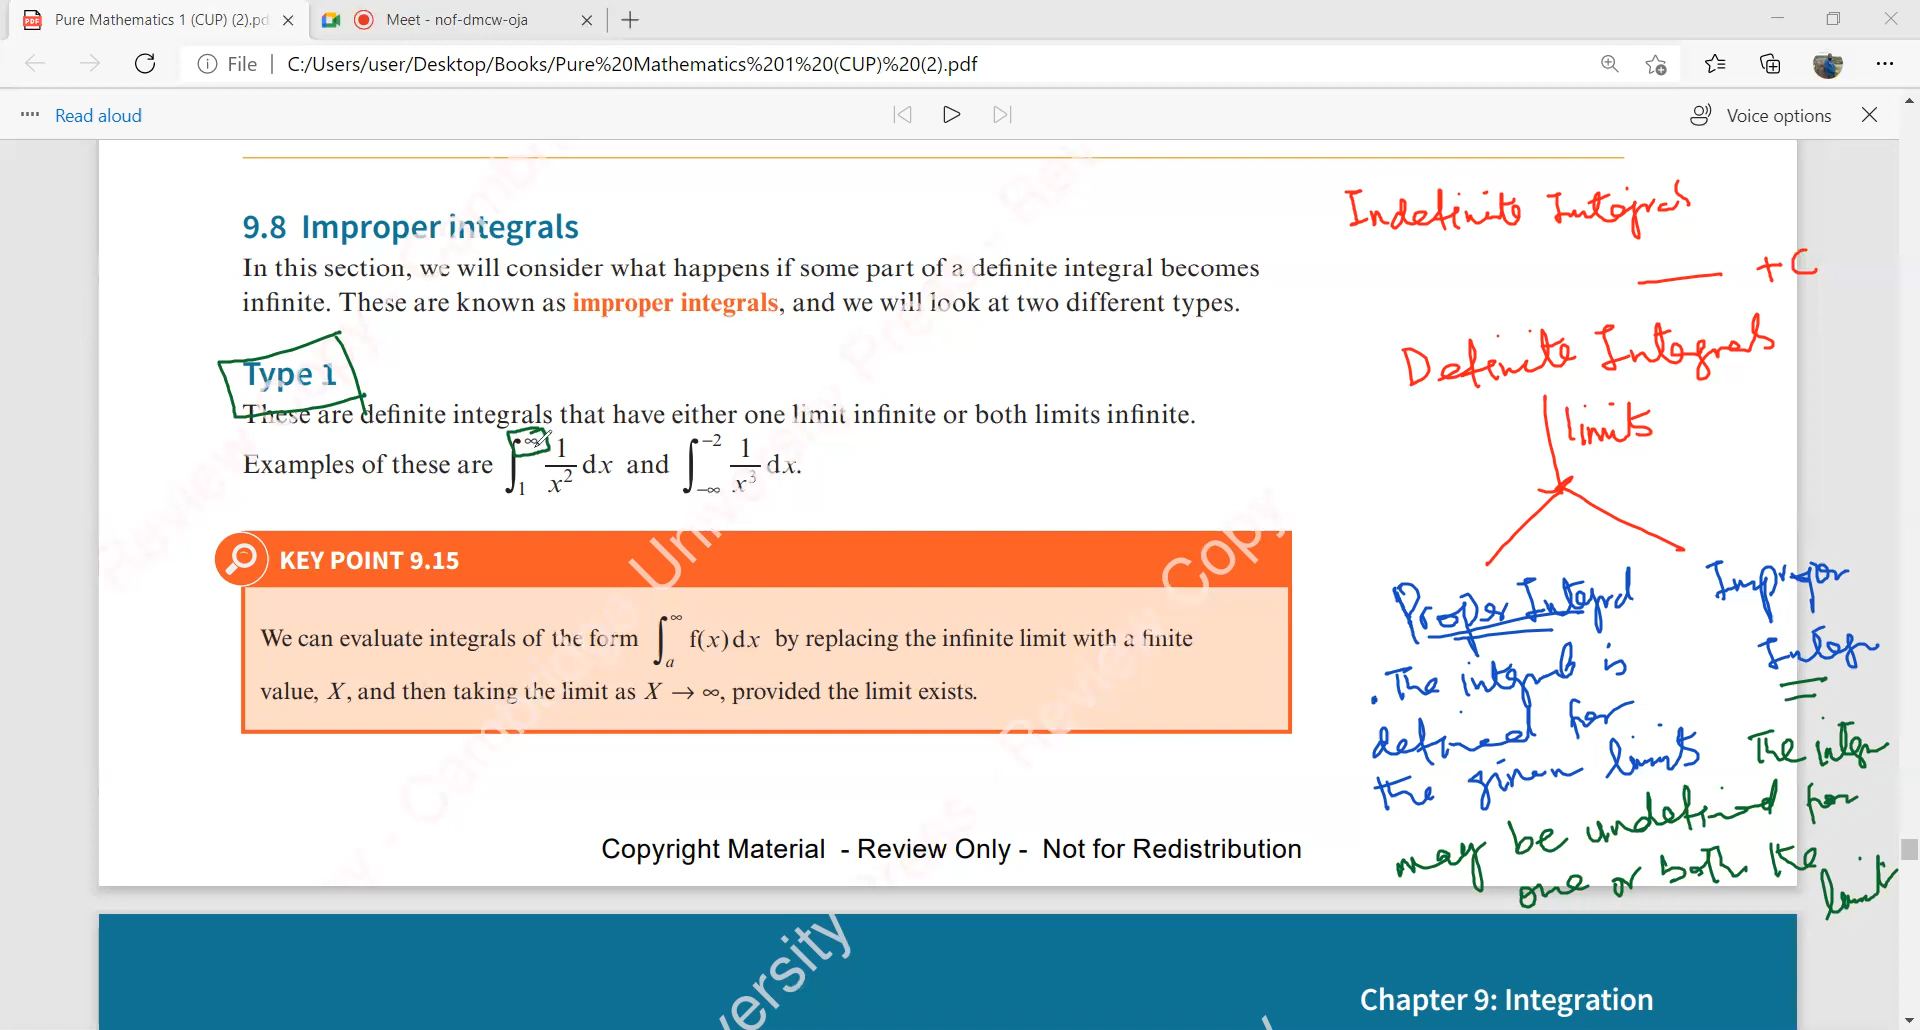 Pure Mathematics 1 (CUP) (2).pd
Meet - nof-dmcw-oja
File | C:/Users/user/Desktop/Books/Pure%20Mathematics%201%20(CUP)%20(2).pdf
Read aloud
Voice options
9.8 Improper integrals
In this section, we will consider what happens if some part of a definite integral becomes
infinite. These are known as improper integrals, and we will look at two different types.
Type 1
These are definite integrals that have either one limit infinite or both limits infinite.
Examples of these are ∫₁^∞ 1/x² dx and ∫₋∞^−2 1/x³ dx.
KEY POINT 9.15
We can evaluate integrals of the form ∫ₐ^∞ f(x) dx by replacing the infinite limit with a finite
value, X, and then taking the limit as X → ∞, provided the limit exists.
Copyright Material - Review Only - Not for Redistribution
Indefinite Integrals
+ C
Definite Integrals
limits
Proper Integral
. The integral is
defined for
the given limits
Improper
Integr
The integr
may be undefined for
one or both the
limit
University
Review Copy
versity
Chapter 9: Integration